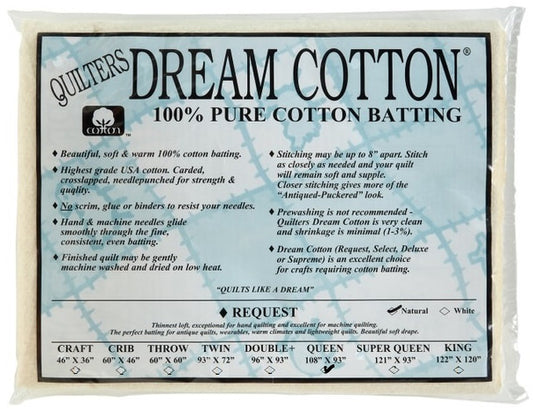 QUILTERS DREAM COTTON®
100% PURE COTTON BATTING
cotton™
♦ Beautiful, soft & warm 100% cotton batting.
♦ Highest grade USA cotton. Carded,
crosslapped, needlepunched for strength &
quqlity.
♦ No scrim, glue or binders to resist your needles.
♦ Hand & machine needles glide
smoothly through the fine,
consistent, even batting.
♦ Finished quilt may be gently
machine washed and dried on low heat.
♦ Stitching may be up to 8" apart. Stitch
as closely as needed and your quilt
will remain soft and supple.
Closer stitching gives more of the
"Antiqued-Puckered" look.
♦ Prewashing is not recommended -
Quilters Dream Cotton is very clean
and shrinkage is minimal (1-3%).
♦ Dream Cotton (Request, Select, Deluxe
or Supreme) is an excellent choice
for crafts requiring cotton batting.
"QUILTS LIKE A DREAM"
♦ REQUEST Natural White
Thinnest loft, exceptional for hand quilting and excellent for machine quilting.
The perfect batting for antique quilts, wearables, warm climates and lightweight quilts. Beautiful soft drape.
CRAFT CRIB THROW TWIN DOUBLE+ QUEEN SUPER QUEEN KING
46" X 36" 60" X 46" 60" X 60" 93" X 72" 96" X 93" 108" X 93" 121" X 93" 122" X 120"